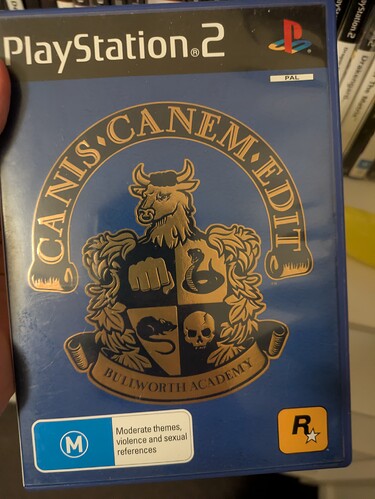 PlayStation®2
PAL
CANIS·CANEM·EDIT
BULLWORTH ACADEMY
M
Moderate themes,
violence and sexual
references
R